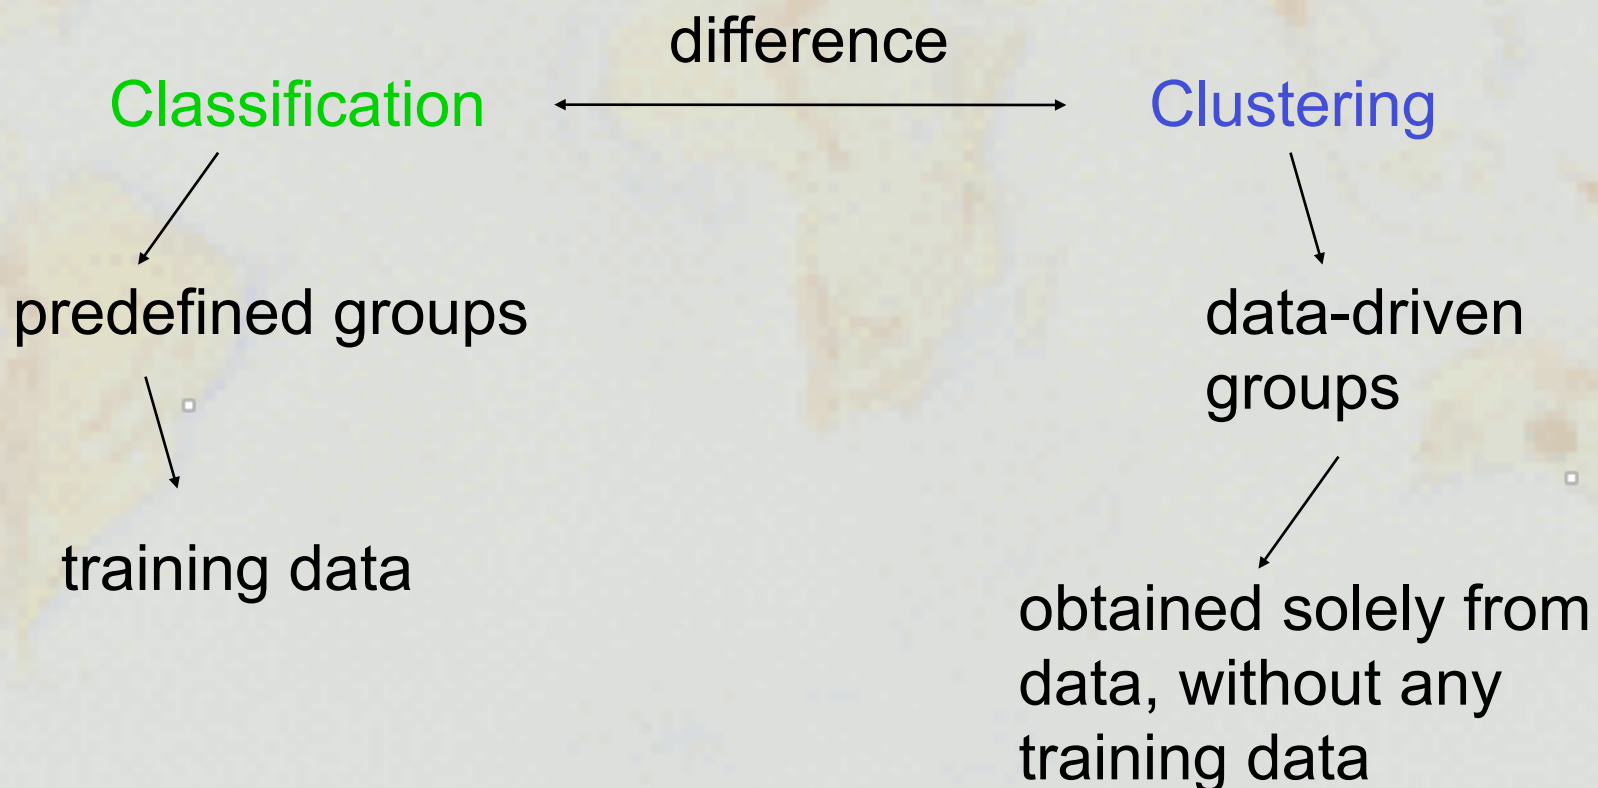 difference
Classification
Clustering
predefined groups
data-driven
groups
training data
obtained solely from
data, without any
training data